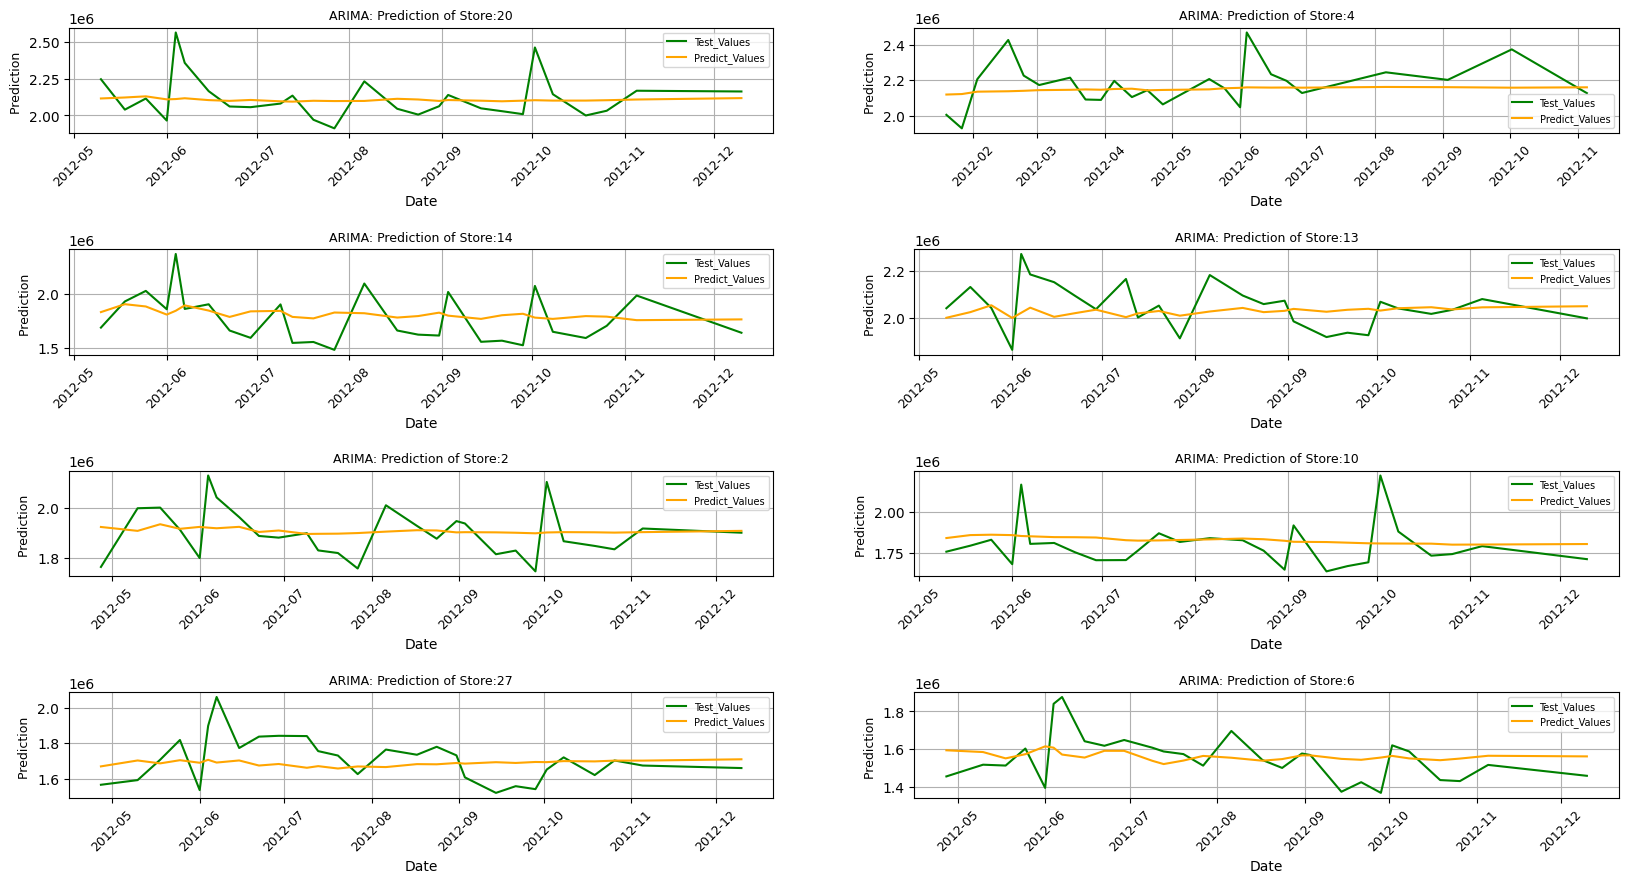 ARIMA: Prediction of Store:20
1e6
Prediction
2.50
2.25
2.00
Test_Values
Predict_Values
2012-05
2012-06
2012-07
2012-08
2012-09
2012-10
2012-11
2012-12
Date
ARIMA: Prediction of Store:4
1e6
Prediction
2.4
2.2
2.0
Test_Values
Predict_Values
2012-02
2012-03
2012-04
2012-05
2012-06
2012-07
2012-08
2012-09
2012-10
2012-11
Date
ARIMA: Prediction of Store:14
1e6
Prediction
2.0
1.5
Test_Values
Predict_Values
2012-05
2012-06
2012-07
2012-08
2012-09
2012-10
2012-11
2012-12
Date
ARIMA: Prediction of Store:13
1e6
Prediction
2.2
2.0
Test_Values
Predict_Values
2012-05
2012-06
2012-07
2012-08
2012-09
2012-10
2012-11
2012-12
Date
ARIMA: Prediction of Store:2
1e6
Prediction
2.0
1.8
Test_Values
Predict_Values
2012-05
2012-06
2012-07
2012-08
2012-09
2012-10
2012-11
2012-12
Date
ARIMA: Prediction of Store:10
1e6
Prediction
2.00
1.75
Test_Values
Predict_Values
2012-05
2012-06
2012-07
2012-08
2012-09
2012-10
2012-11
2012-12
Date
ARIMA: Prediction of Store:27
1e6
Prediction
2.0
1.8
1.6
Test_Values
Predict_Values
2012-05
2012-06
2012-07
2012-08
2012-09
2012-10
2012-11
2012-12
Date
ARIMA: Prediction of Store:6
1e6
Prediction
1.8
1.6
1.4
Test_Values
Predict_Values
2012-05
2012-06
2012-07
2012-08
2012-09
2012-10
2012-11
2012-12
Date